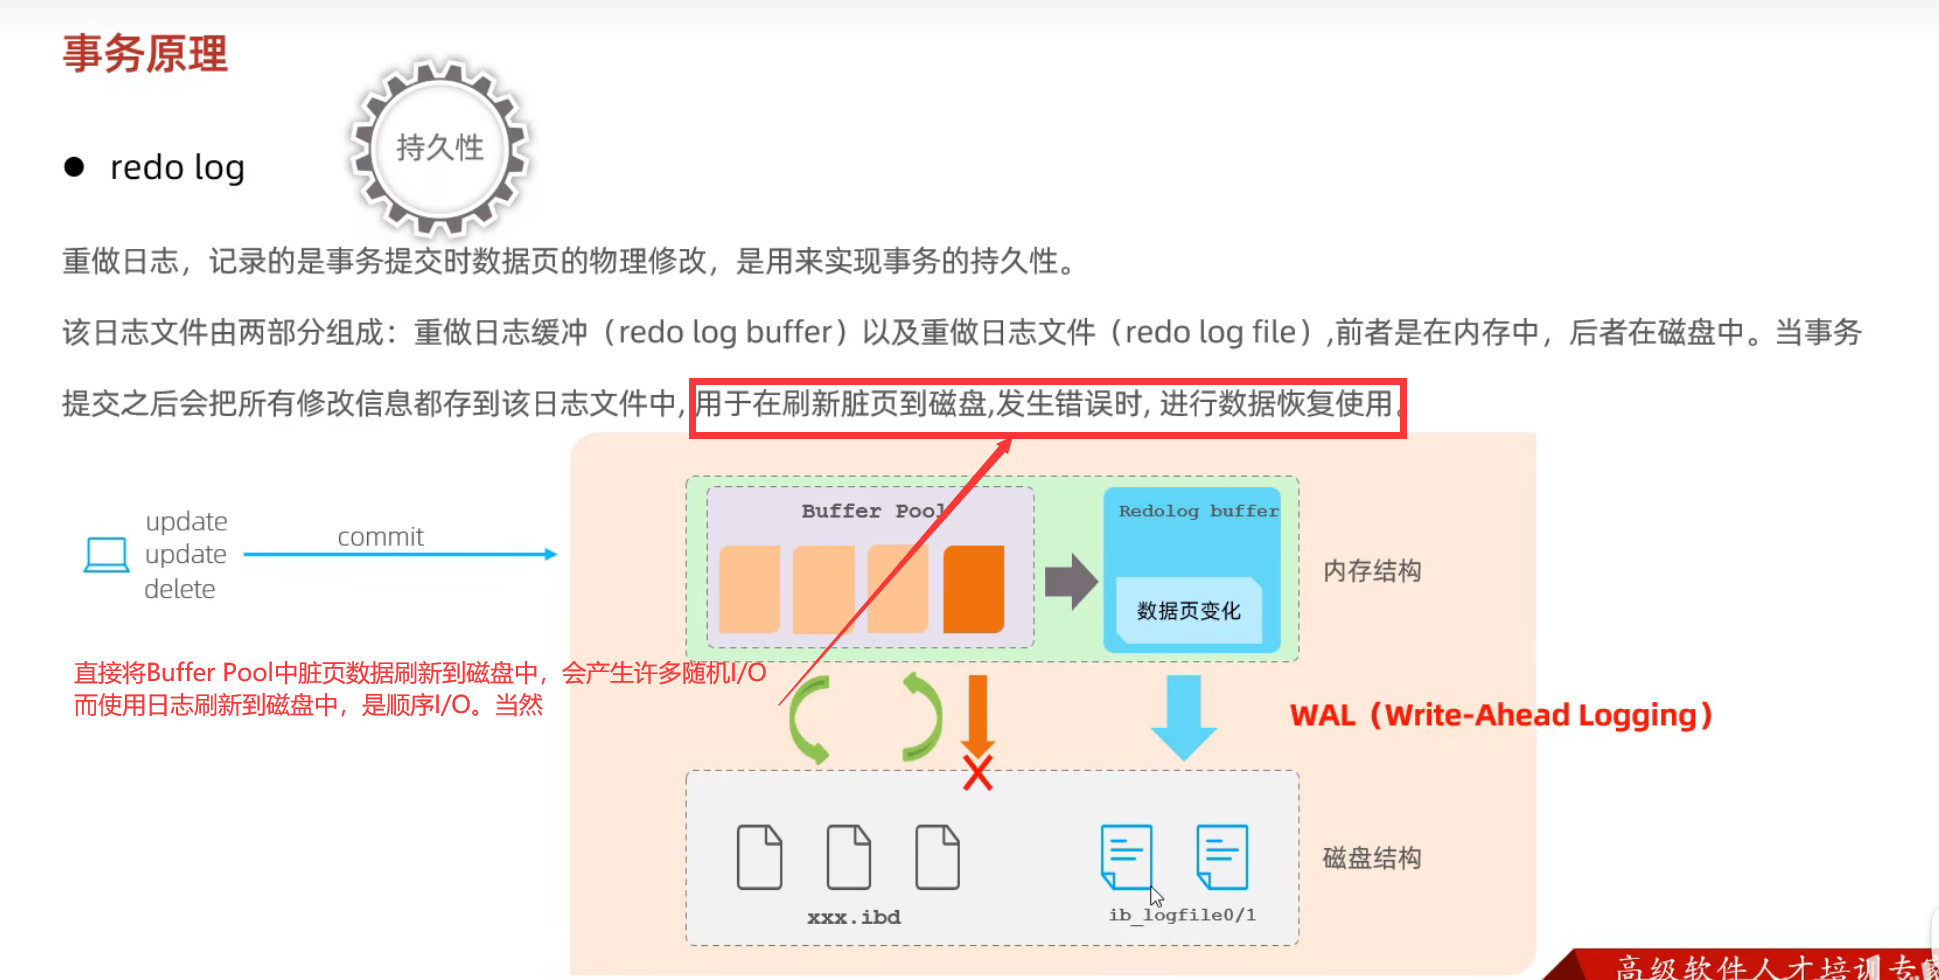 事务原理
持久性
● redo log
重做日志，记录的是事务提交时数据页的物理修改，是用来实现事务的持久性。
该日志文件由两部分组成：重做日志缓冲（redo log buffer）以及重做日志文件（redo log file）,前者是在内存中，后者在磁盘中。当事务
提交之后会把所有修改信息都存到该日志文件中, 用于在刷新脏页到磁盘,发生错误时, 进行数据恢复使用。
update
update
delete
commit
Buffer Pool
Redolog buffer
数据页变化
内存结构
直接将Buffer Pool中脏页数据刷新到磁盘中，会产生许多随机I/O
而使用日志刷新到磁盘中，是顺序I/O。当然
WAL（Write-Ahead Logging）
xxx.ibd
ib_logfile0/1
磁盘结构
高级软件人才培训专家